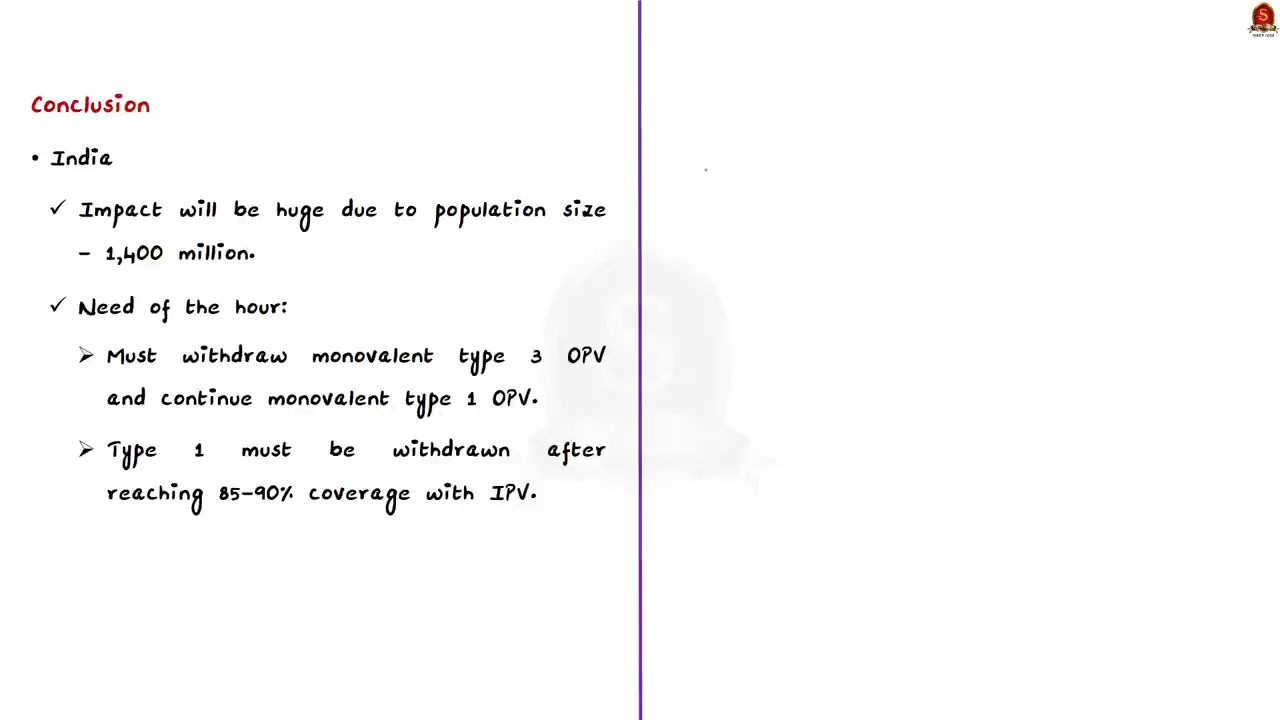 Conclusion
• India
✓ Impact will be huge due to population size
– 1,400 million.
✓ Need of the hour:
➢ Must withdraw monovalent type 3 OPV
and continue monovalent type 1 OPV.
➢ Type 1 must be withdrawn after
reaching 85-90% coverage with IPV.
S
S